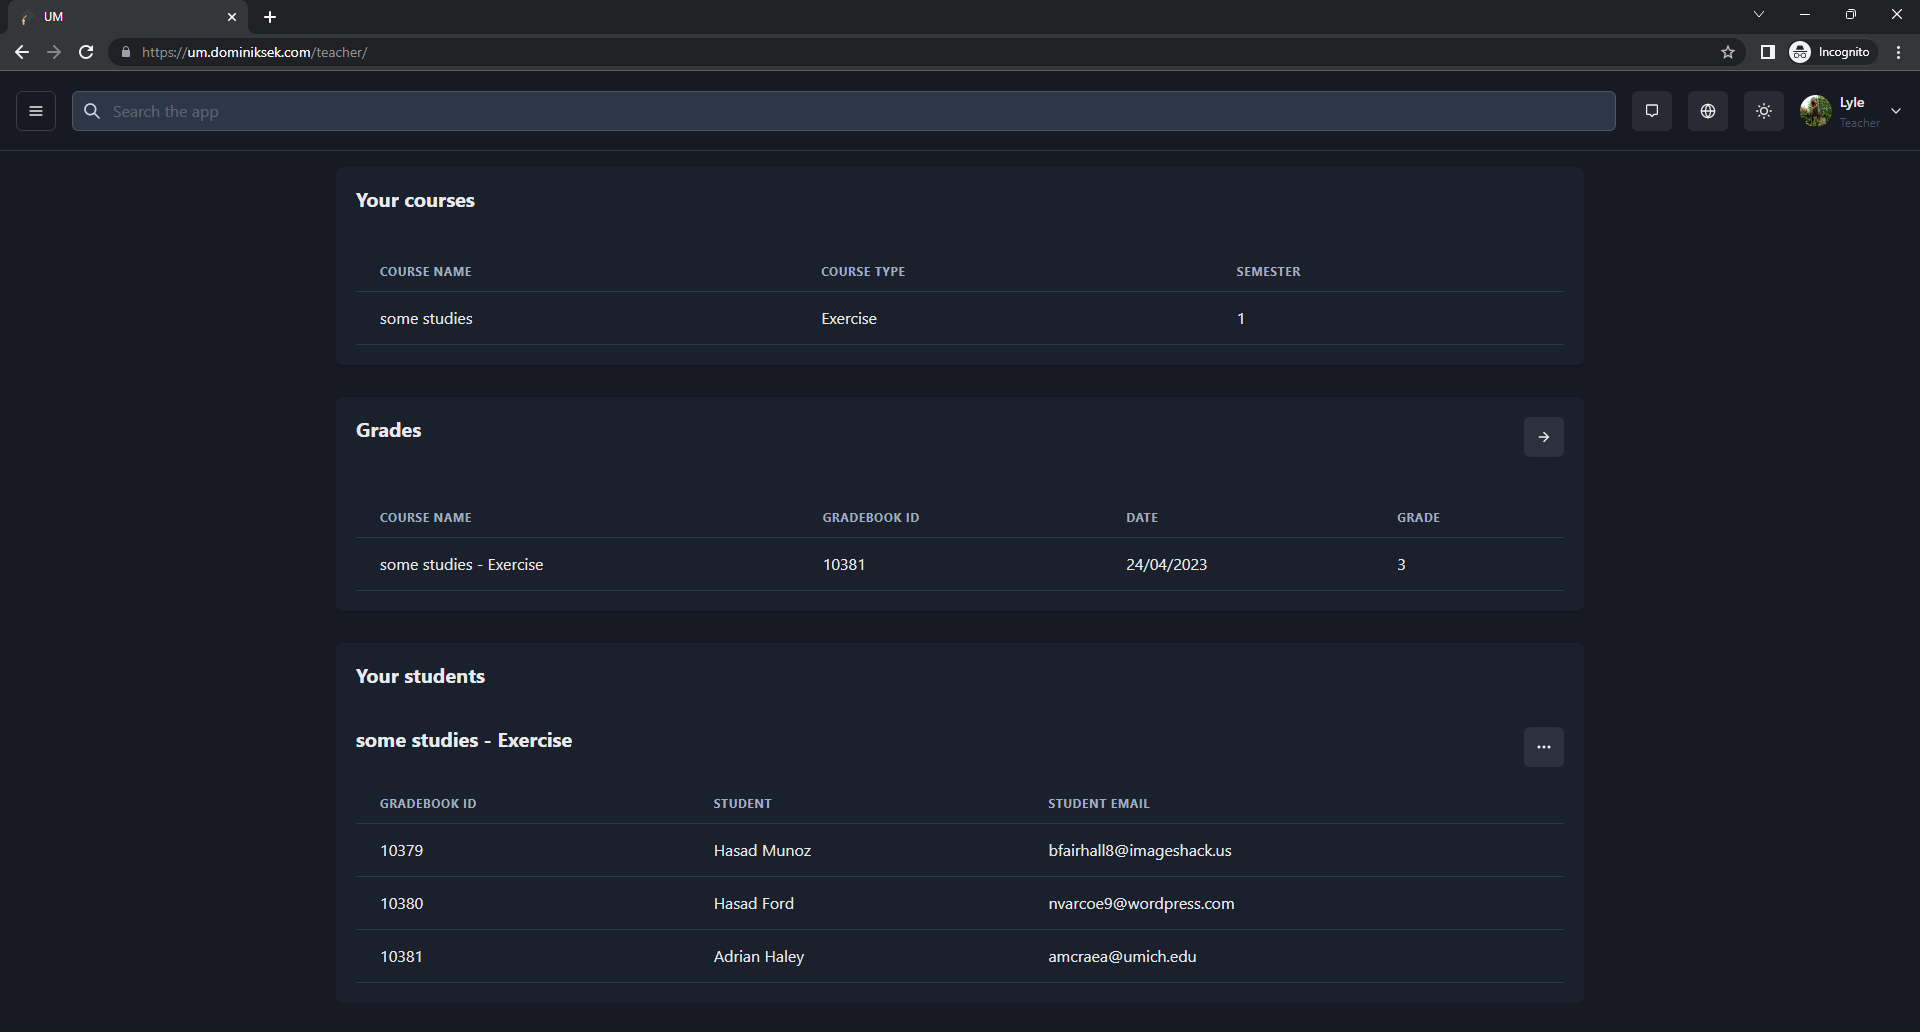 UM
https://um.dominiksek.com/teacher/
Incognito
Search the app
Lyle
Teacher
Your courses
COURSE NAME COURSE TYPE SEMESTER
some studies Exercise 1
Grades
COURSE NAME GRADEBOOK ID DATE GRADE
some studies - Exercise 10381 24/04/2023 3
Your students
some studies - Exercise
GRADEBOOK ID STUDENT STUDENT EMAIL
10379 Hasad Munoz bfairhall8@imageshack.us
10380 Hasad Ford nvarcoe9@wordpress.com
10381 Adrian Haley amcraea@umich.edu